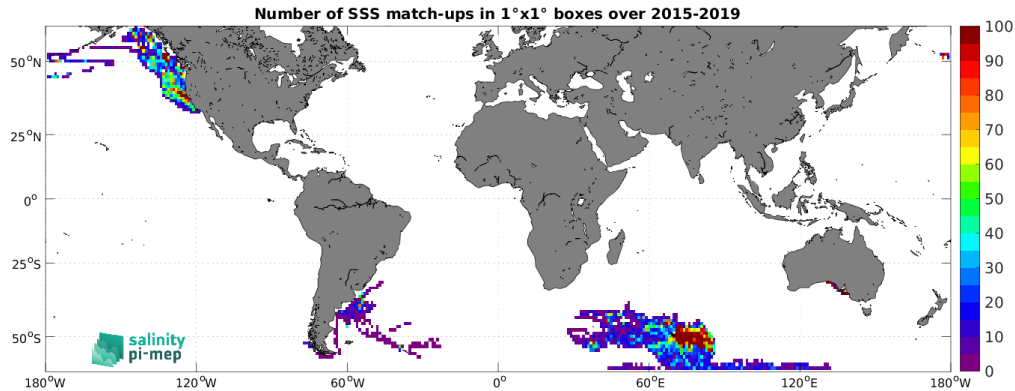 Number of SSS match-ups in 1°x1° boxes over 2015-2019
50°N
25°N
0°
25°S
50°S
180°W
120°W
60°W
0°
60°E
120°E
180°W
100
90
80
70
60
50
40
30
20
10
0
salinity
pi-mep